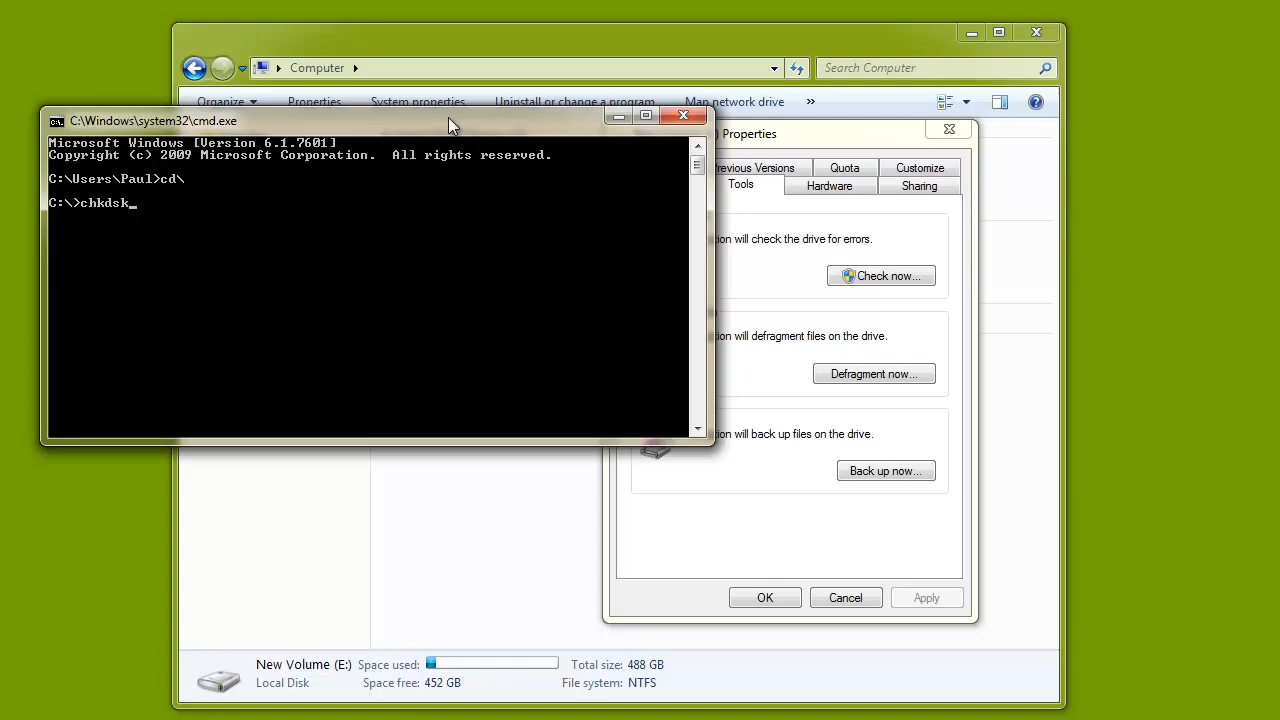 Computer
Search Computer
Organize Properties System properties Uninstall or change a program Map network drive »
C:\Windows\system32\cmd.exe
Microsoft Windows [Version 6.1.7601]
Copyright (c) 2009 Microsoft Corporation.  All rights reserved.
C:\Users\Paul>cd\
C:\>chkdsk_
) Properties
Previous Versions Quota Customize
Tools Hardware Sharing
tion will check the drive for errors.
Check now...
tion will defragment files on the drive.
Defragment now...
tion will back up files on the drive.
Back up now...
OK Cancel Apply
New Volume (E:) Space used: Total size: 488 GB
Local Disk Space free: 452 GB File system: NTFS